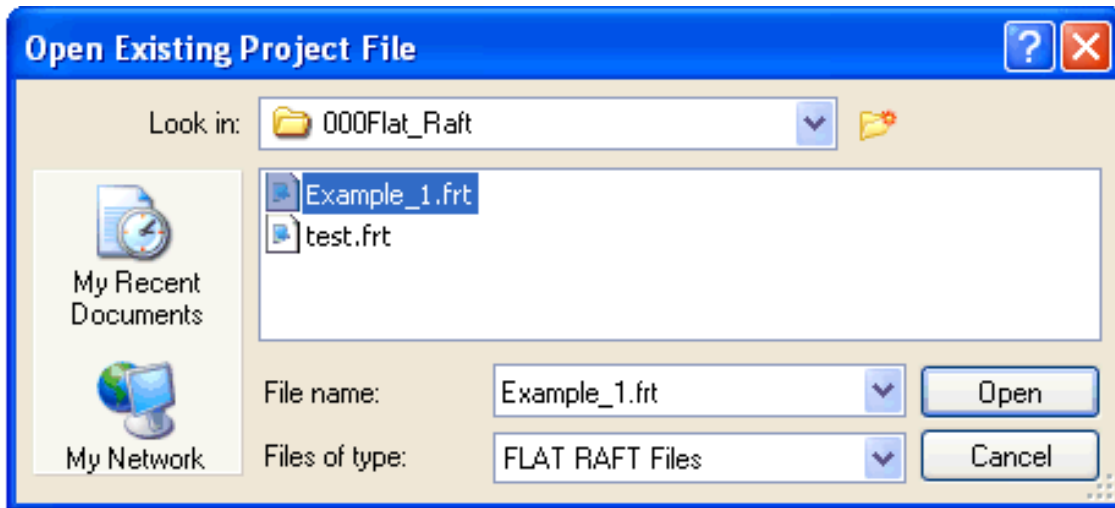 Open Existing Project File
Look in: 000Flat_Raft
Example_1.frt
test.frt
My Recent
Documents
My Network
File name: Example_1.frt Open
Files of type: FLAT RAFT Files Cancel